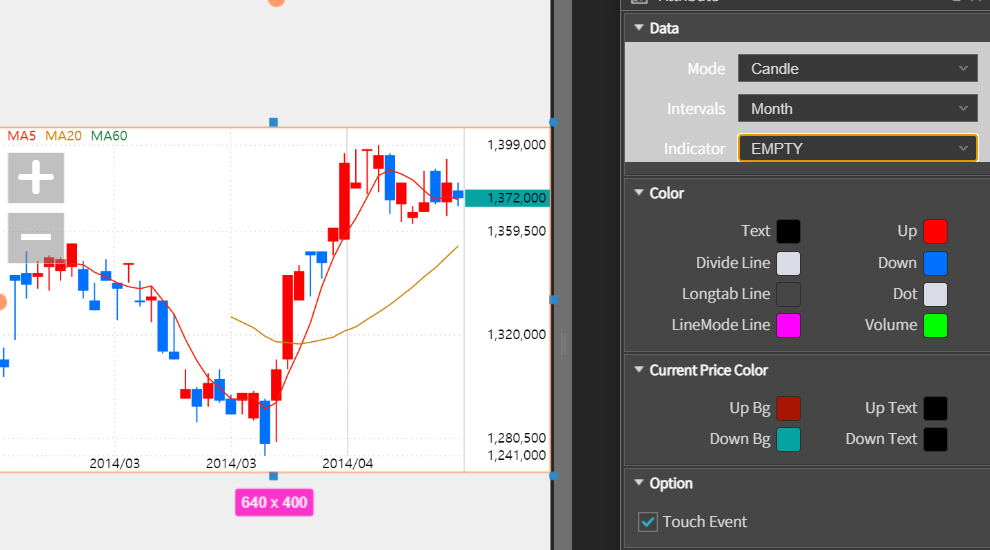 MA5 MA20 MA60
1,399,000
1,372,000
1,359,500
1,320,000
1,280,500
1,241,000
2014/03 2014/03 2014/04
640 x 400
Data
Mode Candle
Intervals Month
Indicator EMPTY
Color
Text Up
Divide Line Down
Longtab Line Dot
LineMode Line Volume
Current Price Color
Up Bg Up Text
Down Bg Down Text
Option
Touch Event